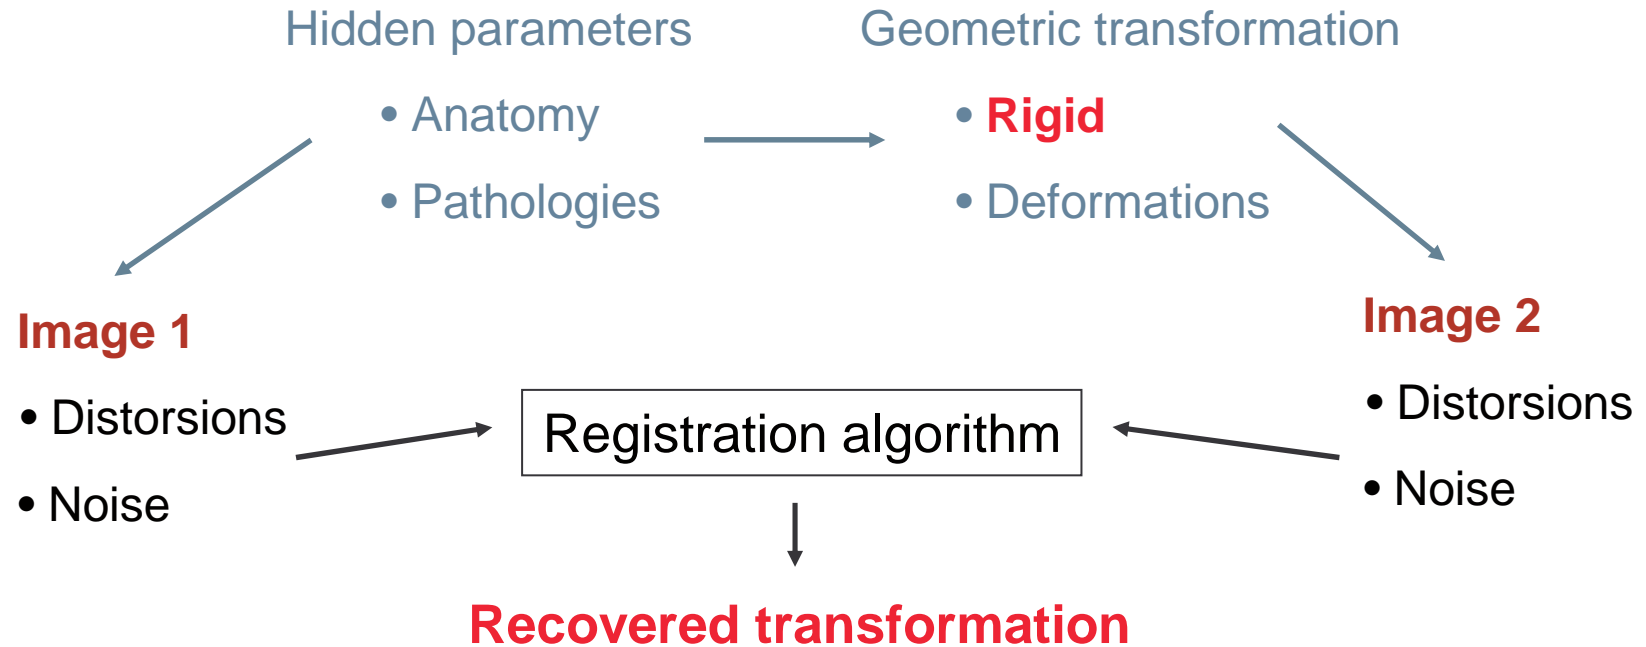 Hidden parameters
• Anatomy
• Pathologies
Geometric transformation
• Rigid
• Deformations
Image 1
• Distorsions
• Noise
Registration algorithm
Image 2
• Distorsions
• Noise
Recovered transformation